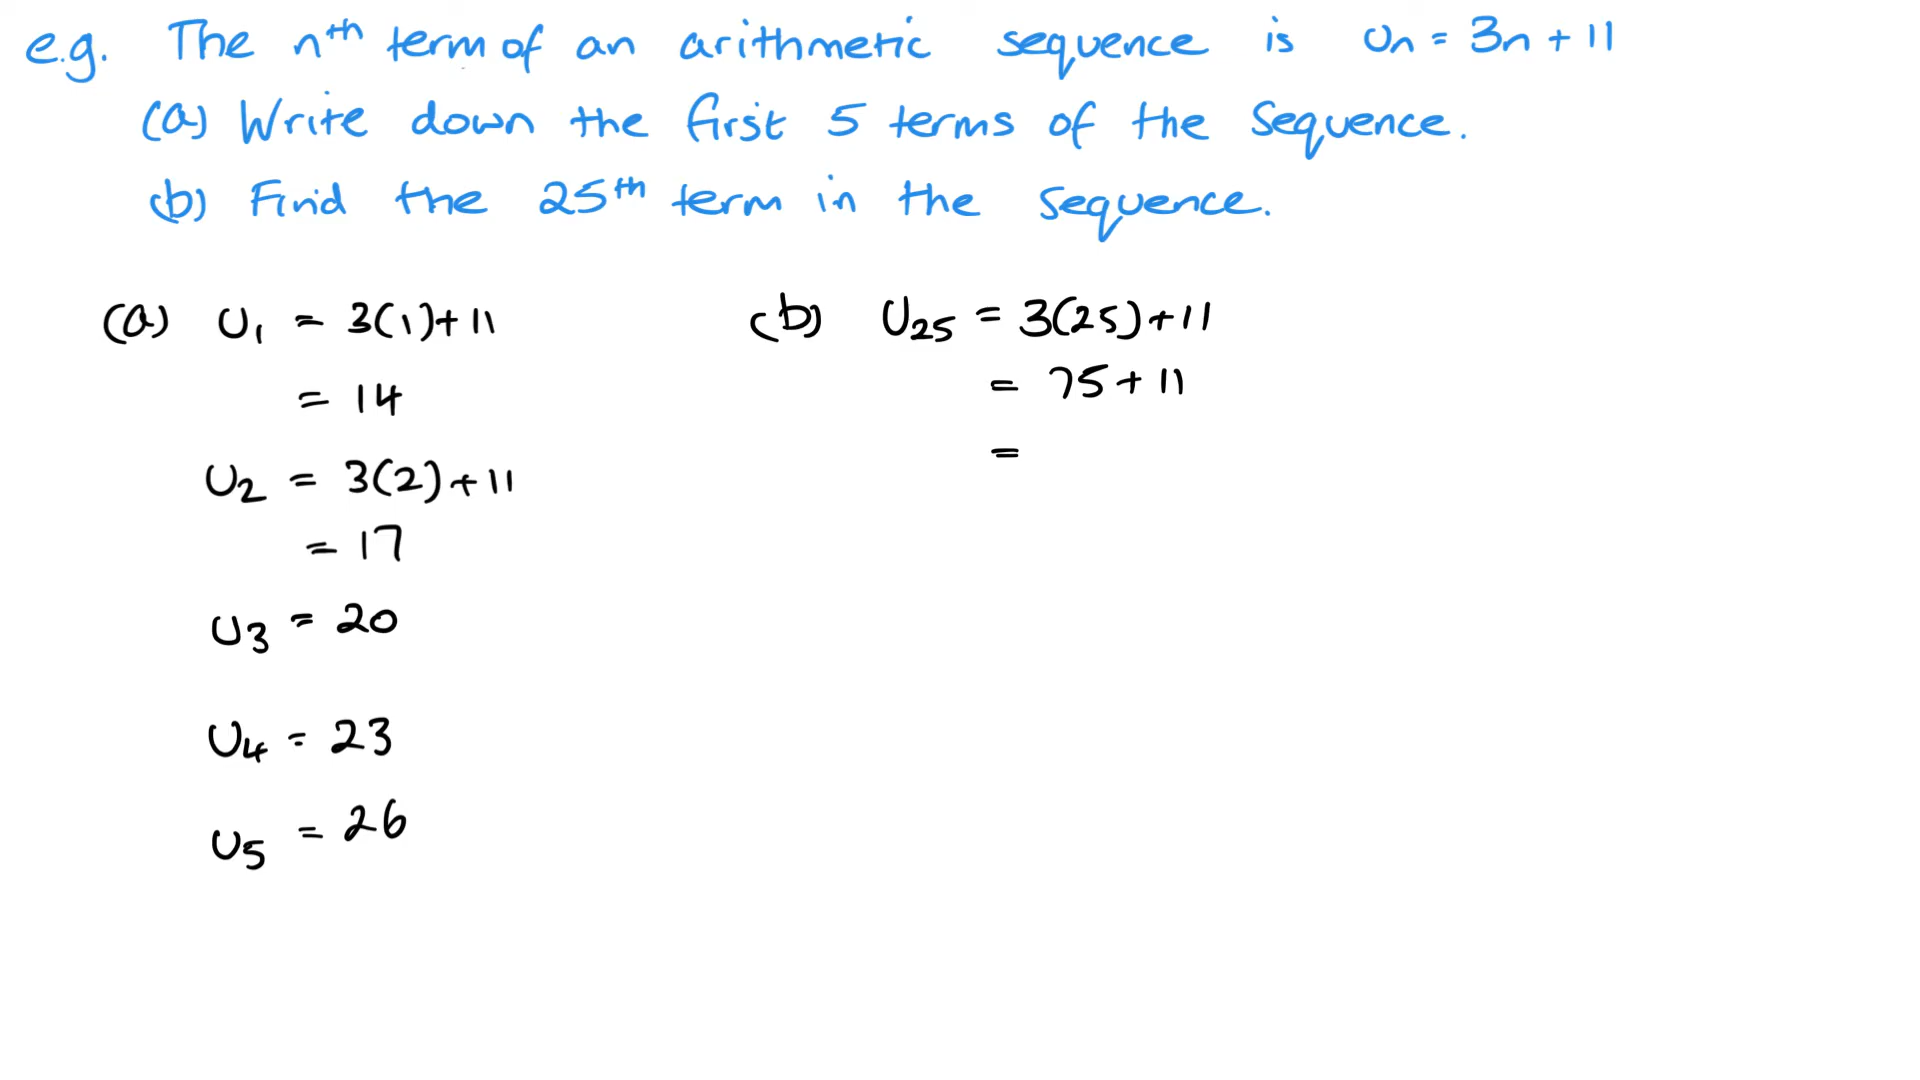 e.g. The nᵗʰ term of an arithmetic sequence is Un = 3n + 11
(a) Write down the first 5 terms of the sequence.
(b) Find the 25ᵗʰ term in the sequence.
(a) U₁ = 3(1)+11
= 14
U₂ = 3(2)+11
= 17
U₃ = 20
U₄ = 23
U₅ = 26
(b) U₂₅ = 3(25)+11
= 75+11
=